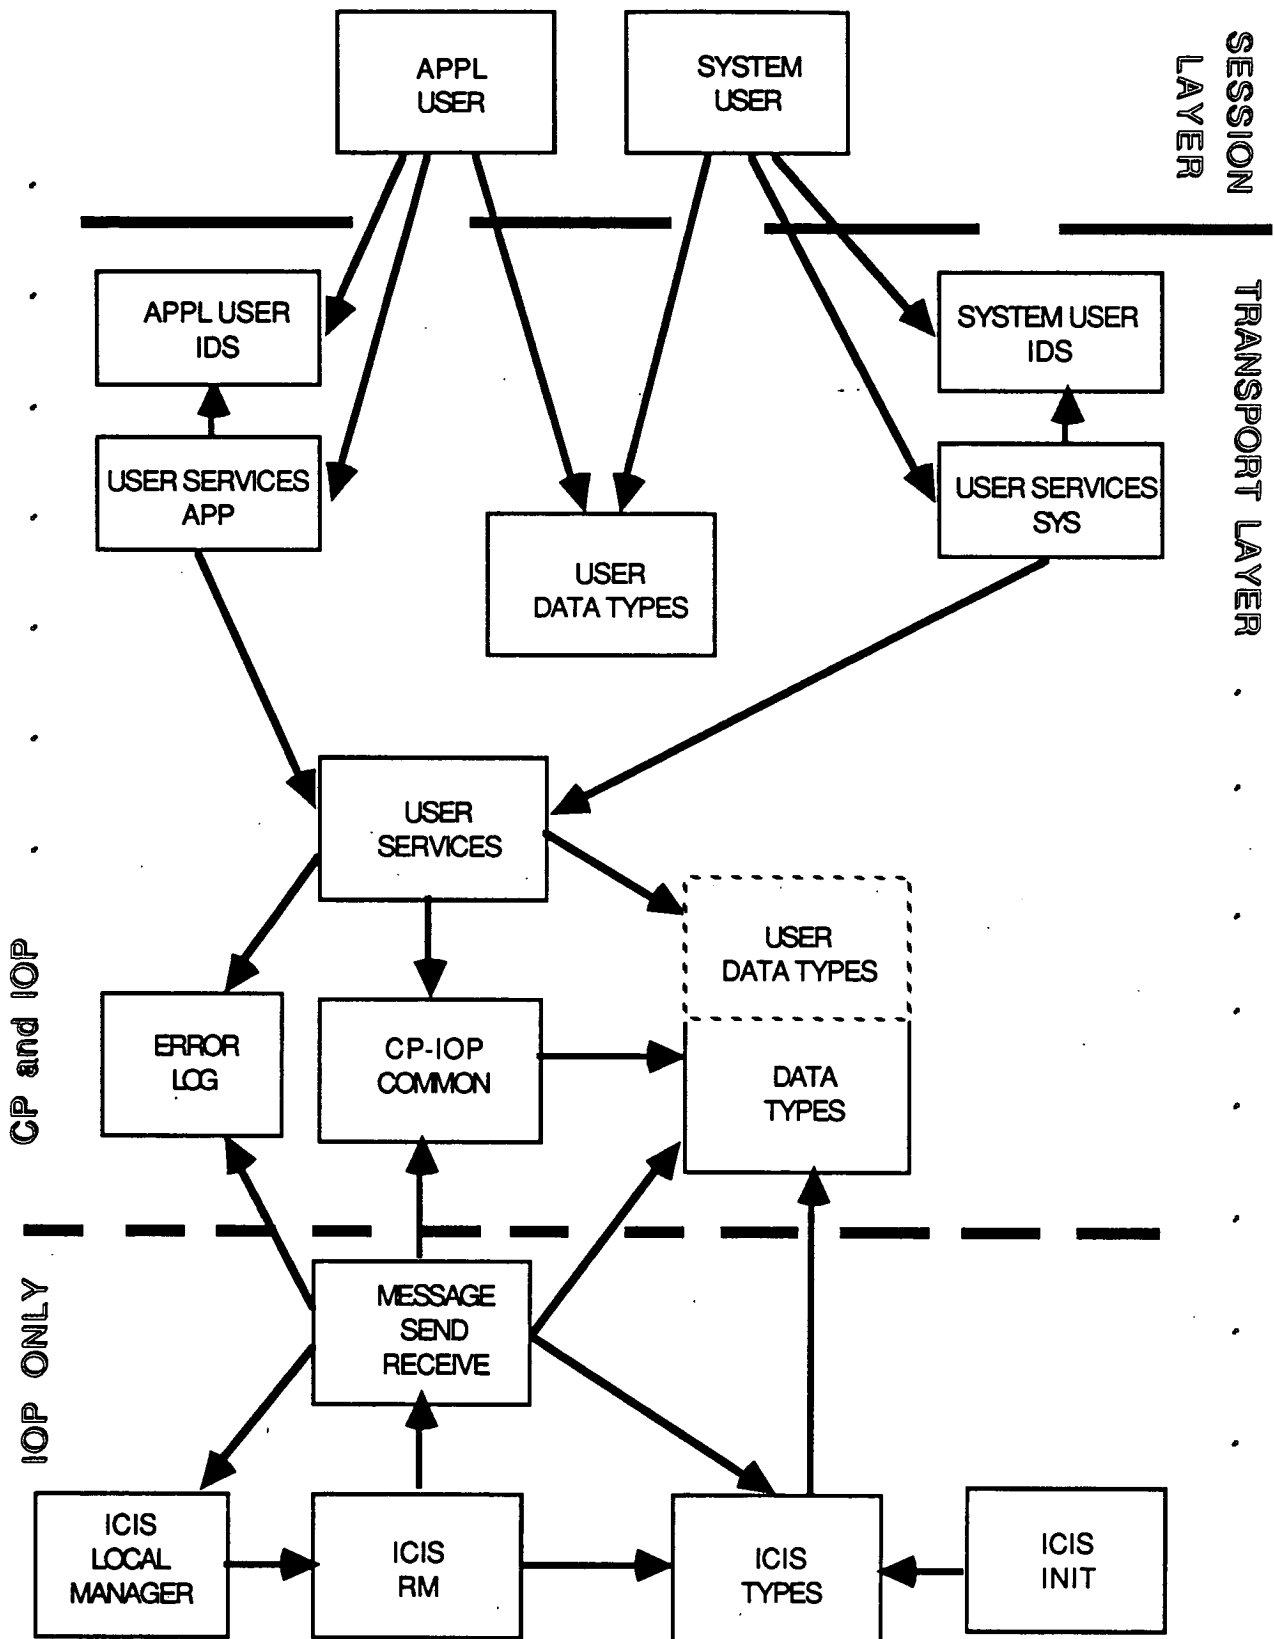 APPL
USER
SYSTEM
USER
SESSION
LAYER
APPL USER
IDS
SYSTEM USER
IDS
TRANSPORT LAYER
USER SERVICES
APP
USER SERVICES
SYS
USER
DATA TYPES
USER
SERVICES
USER
DATA TYPES
CP and IOP
ERROR
LOG
CP-IOP
COMMON
DATA
TYPES
IOP ONLY
MESSAGE
SEND
RECEIVE
ICIS
LOCAL
MANAGER
ICIS
RM
ICIS
TYPES
ICIS
INIT